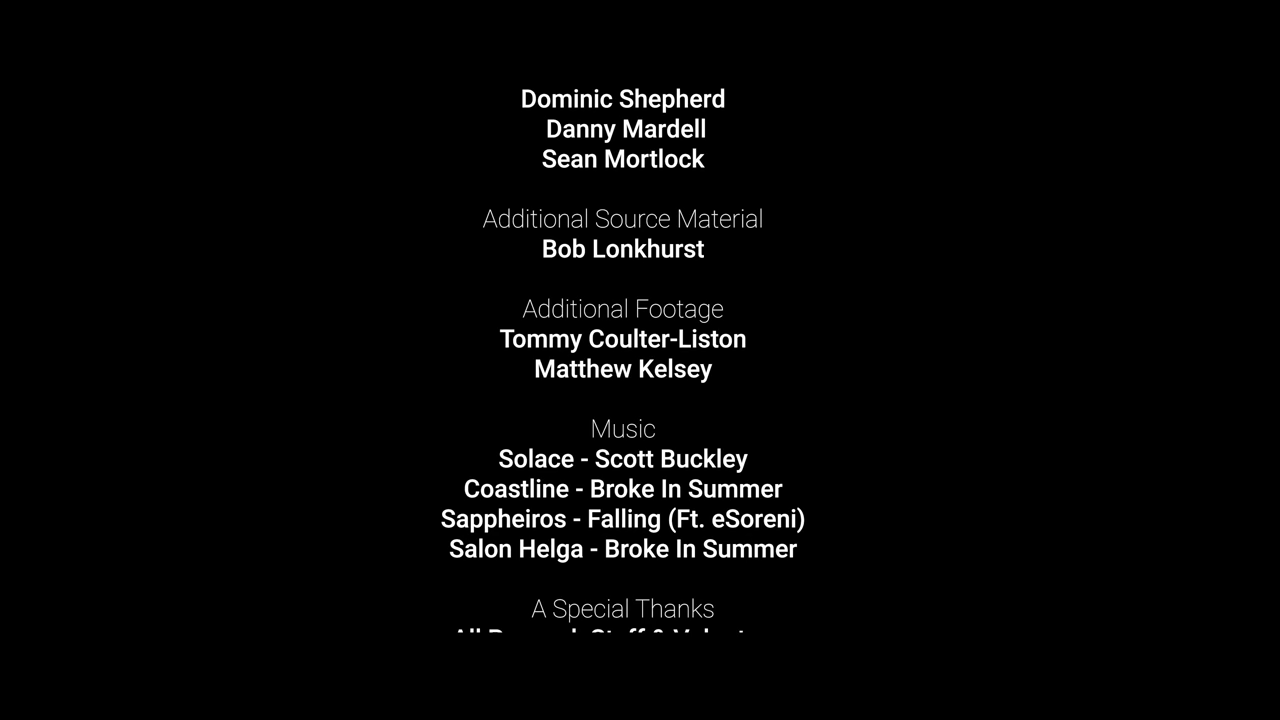 Dominic Shepherd
Danny Mardell
Sean Mortlock
Additional Source Material
Bob Lonkhurst
Additional Footage
Tommy Coulter-Liston
Matthew Kelsey
Music
Solace - Scott Buckley
Coastline - Broke In Summer
Sappheiros - Falling (Ft. eSoreni)
Salon Helga - Broke In Summer
A Special Thanks
All